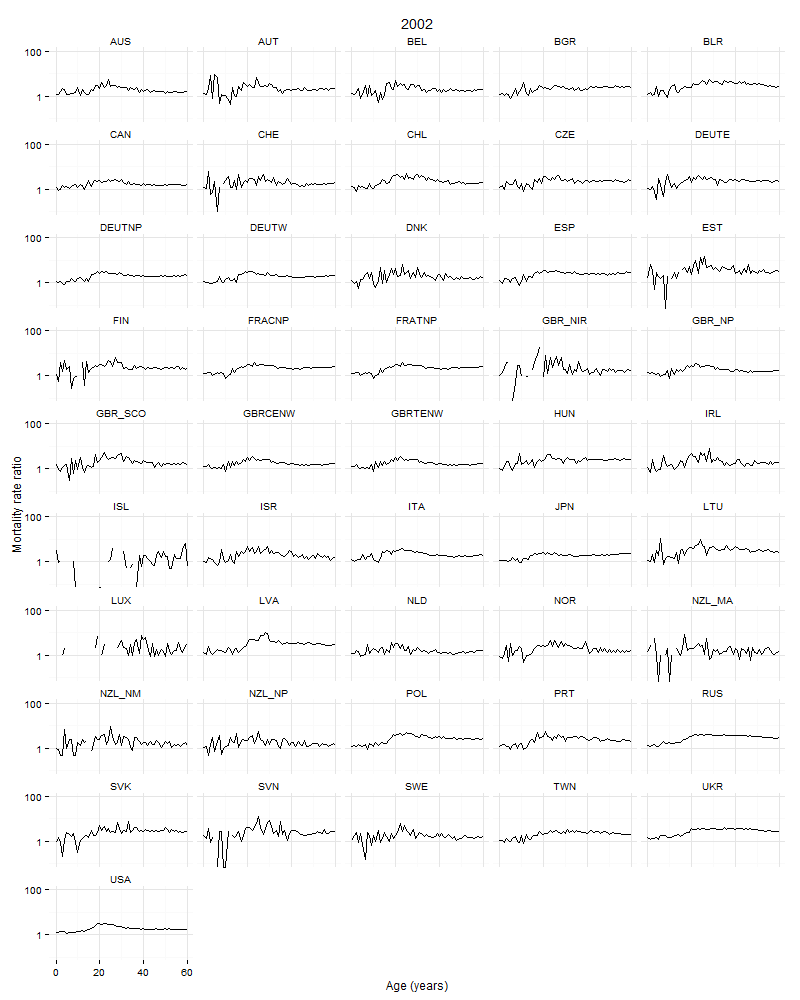 2002
AUS AUT BEL BGR BLR
100
1
CAN CHE CHL CZE DEUTE
100
1
DEUTNP DEUTW DNK ESP EST
100
1
FIN FRACNP FRATNP GBR_NIR GBR_NP
100
1
GBR_SCO GBRCENW GBRTENW HUN IRL
100
1
Mortality rate ratio
ISL ISR ITA JPN LTU
100
1
LUX LVA NLD NOR NZL_MA
100
1
NZL_NM NZL_NP POL PRT RUS
100
1
SVK SVN SWE TWN UKR
100
1
USA
100
1
0 20 40 60
Age (years)